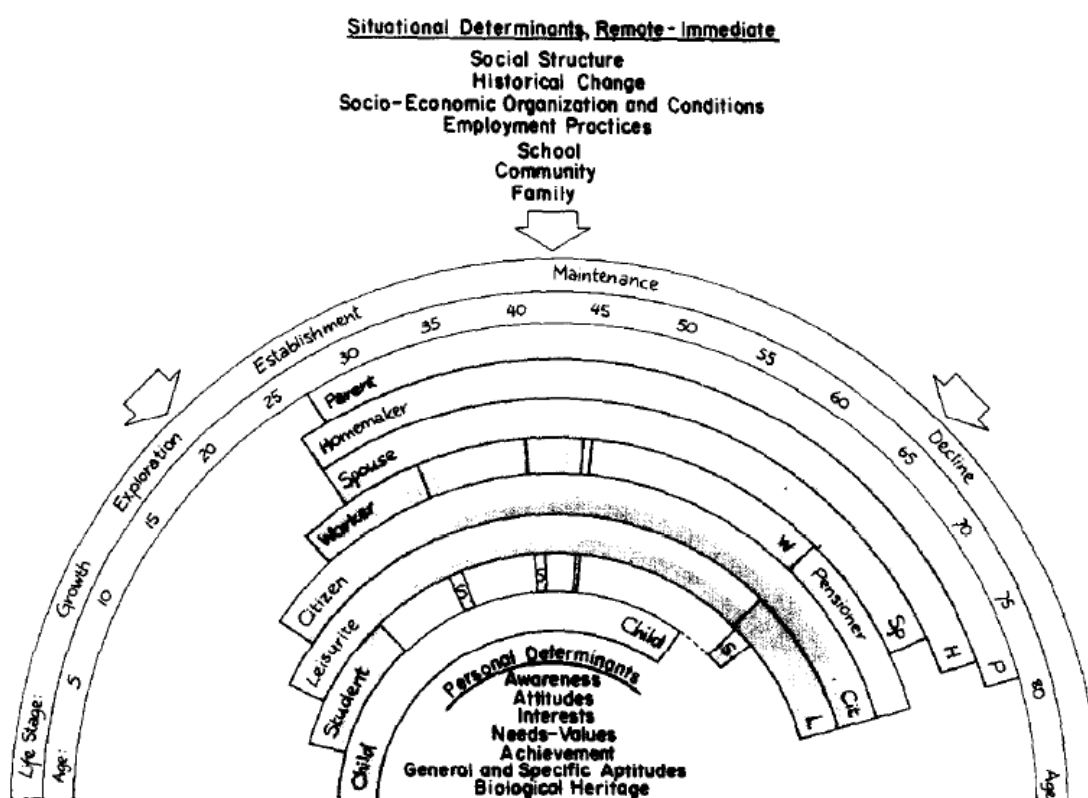 Situational Determinants, Remote - Immediate
Social Structure
Historical Change
Socio-Economic Organization and Conditions
Employment Practices
School
Community
Family
Life Stage:
Growth
Exploration
Establishment
Maintenance
Decline
Age:
5
10
15
20
25
30
35
40
45
50
55
60
65
70
75
80
Age
Parent
P
Homemaker
H
Spouse
Sp
Worker
W
Pensioner
Citizen
Cit
Leisurite
L
Student
S
S
S
Child
Child
Personal Determinants
Awareness
Attitudes
Interests
Needs-Values
Achievement
General and Specific Aptitudes
Biological Heritage